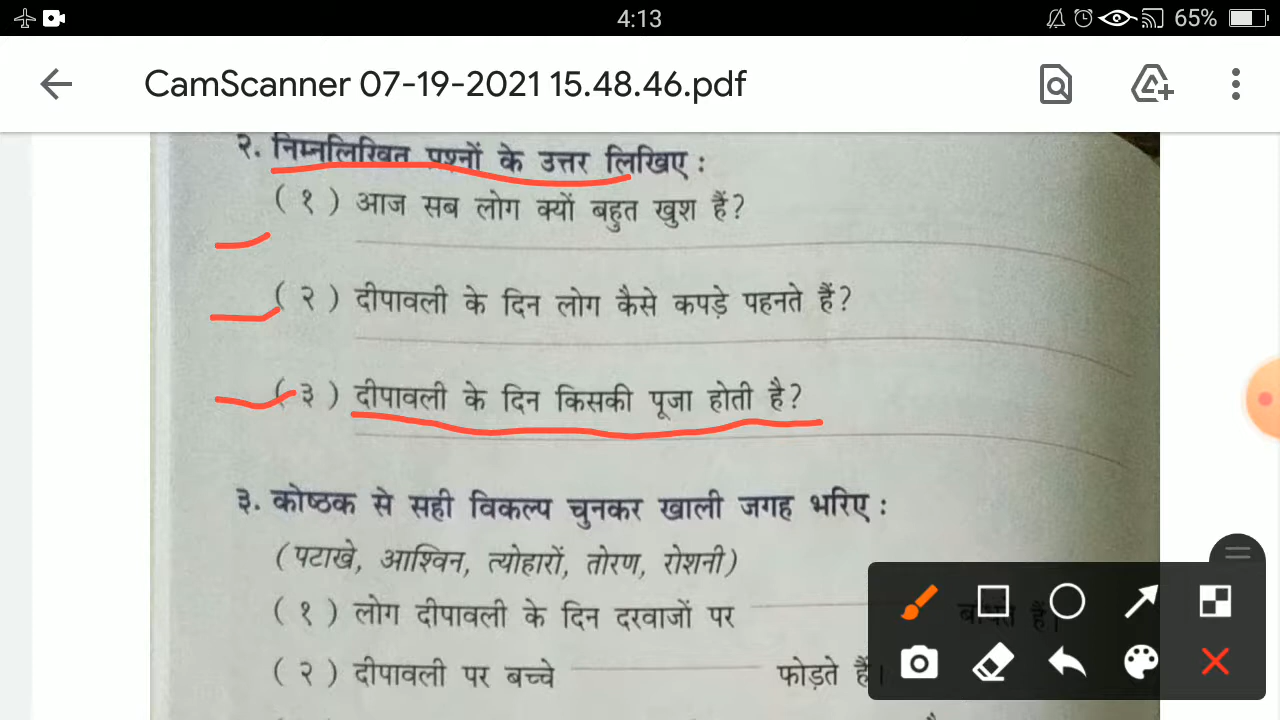 4:13
65%
CamScanner 07-19-2021 15.48.46.pdf
२. निम्नलिखित प्रश्नों के उत्तर लिखिए :
( १ ) आज सब लोग क्यों बहुत खुश हैं?
( २ ) दीपावली के दिन लोग कैसे कपड़े पहनते हैं?
( ३ ) दीपावली के दिन किसकी पूजा होती है?
३. कोष्ठक से सही विकल्प चुनकर खाली जगह भरिए :
(पटाखे, आश्विन, त्योहारों, तोरण, रोशनी)
( १ ) लोग दीपावली के दिन दरवाजों पर बाँधते हैं।
( २ ) दीपावली पर बच्चे फोड़ते हैं।